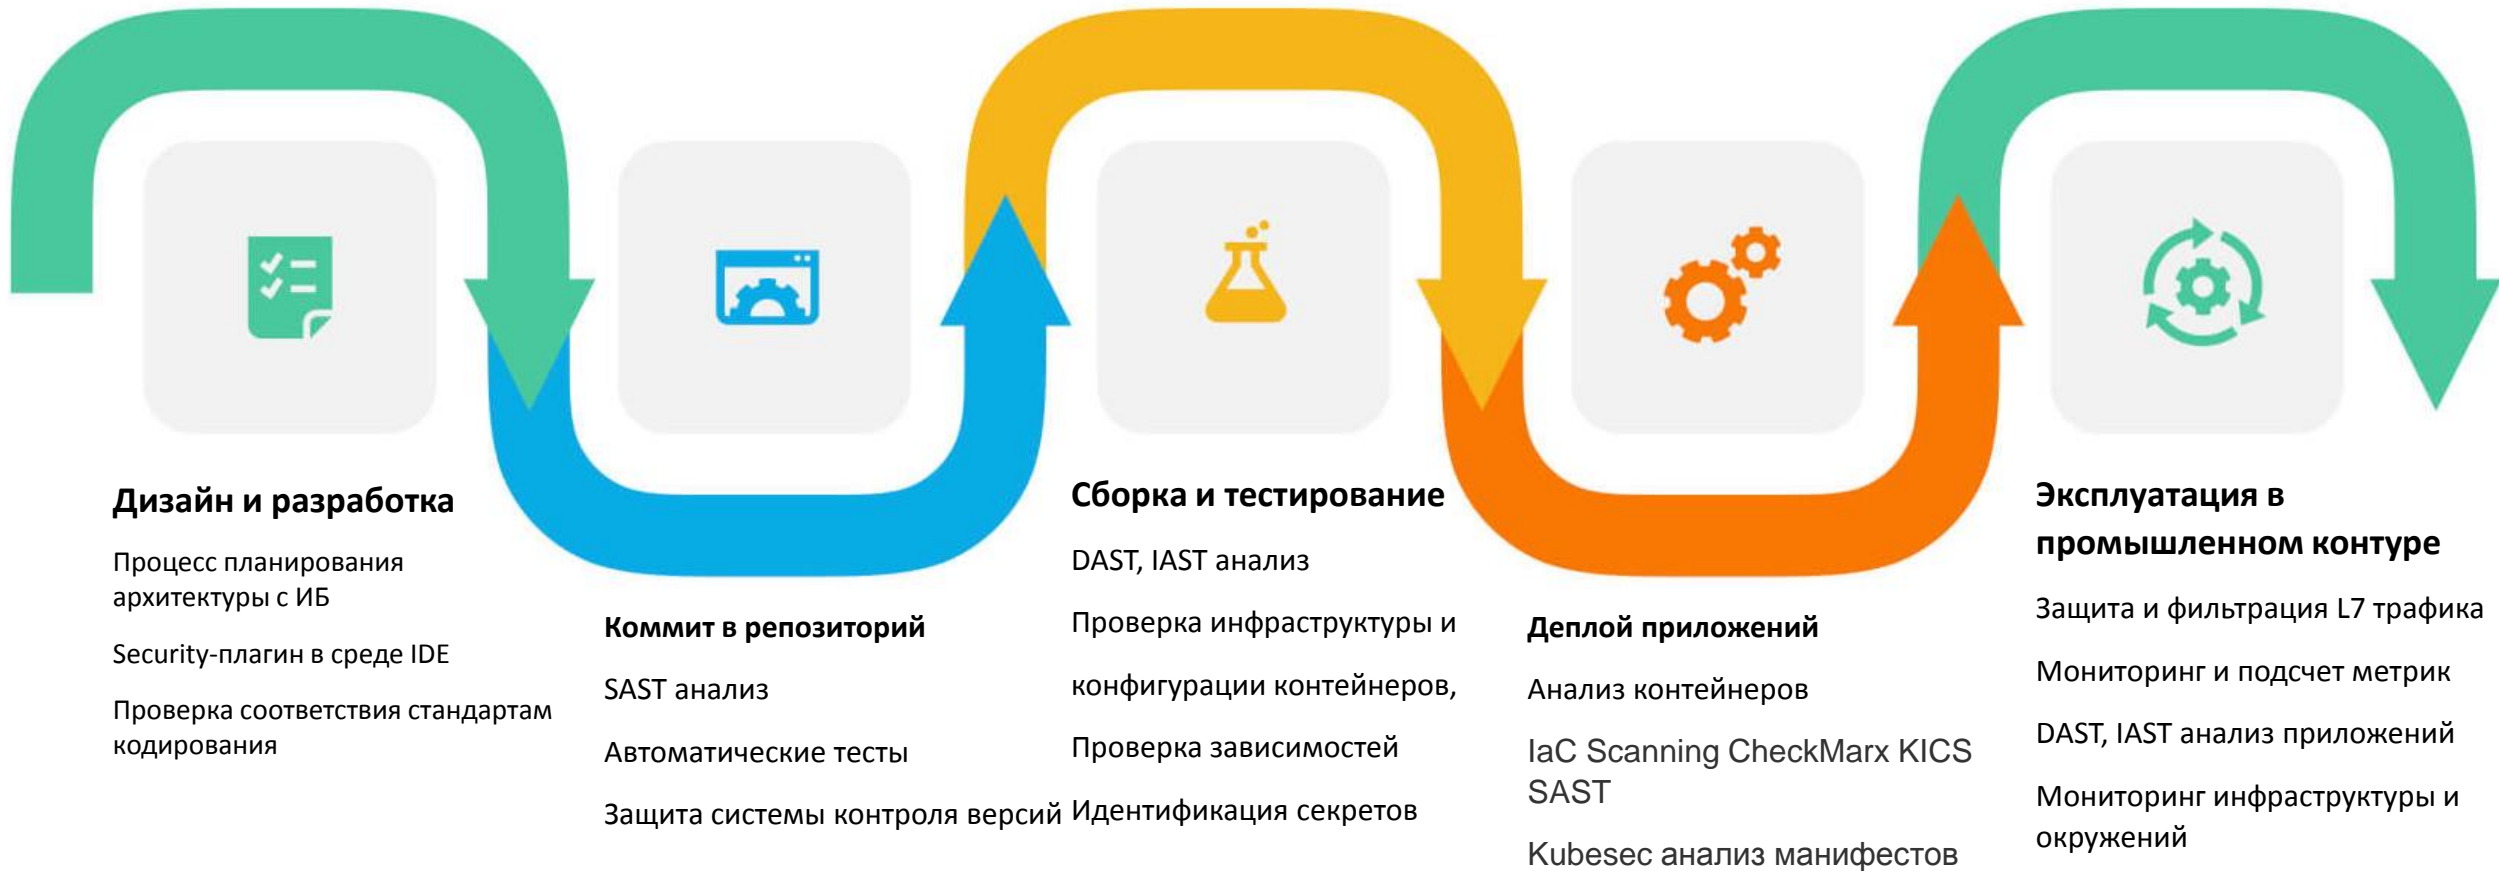 Дизайн и разработка
Процесс планирования
архитектуры с ИБ
Security-плагин в среде IDE
Проверка соответствия стандартам
кодирования
Коммит в репозиторий
SAST анализ
Автоматические тесты
Защита системы контроля версий
Сборка и тестирование
DAST, IAST анализ
Проверка инфраструктуры и
конфигурации контейнеров,
Проверка зависимостей
Идентификация секретов
Деплой приложений
Анализ контейнеров
IaC Scanning CheckMarx KICS
SAST
Kubesec анализ манифестов
Эксплуатация в
промышленном контуре
Защита и фильтрация L7 трафика
Мониторинг и подсчет метрик
DAST, IAST анализ приложений
Мониторинг инфраструктуры и
окружений